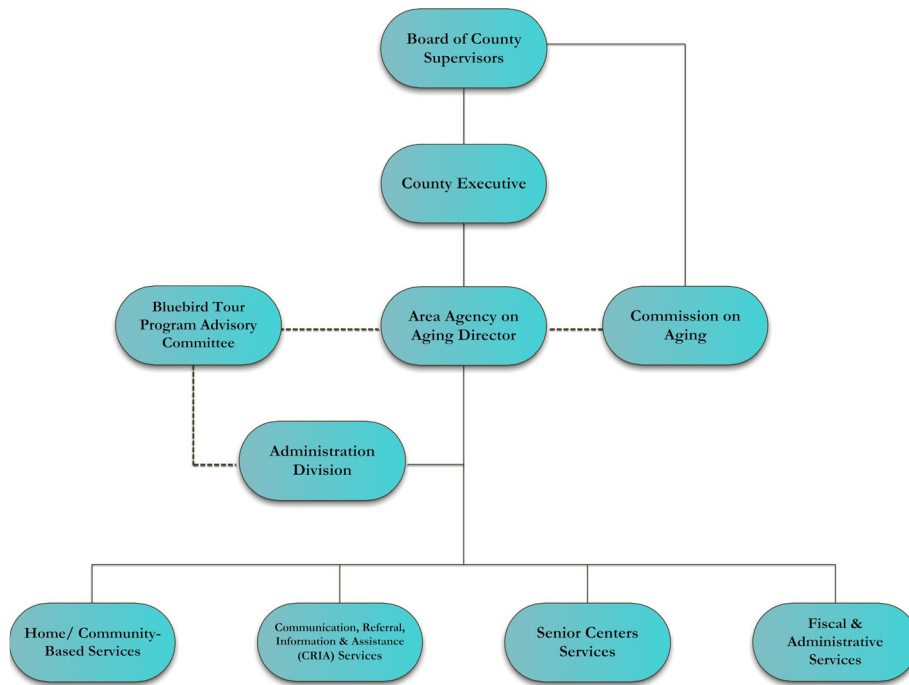 Board of County
Supervisors
County Executive
Bluebird Tour
Program Advisory
Committee
Area Agency on
Aging Director
Commission on
Aging
Administration
Division
Home/ Community-
Based Services
Communication, Referral,
Information & Assistance
(CRIA) Services
Senior Centers
Services
Fiscal &
Administrative
Services